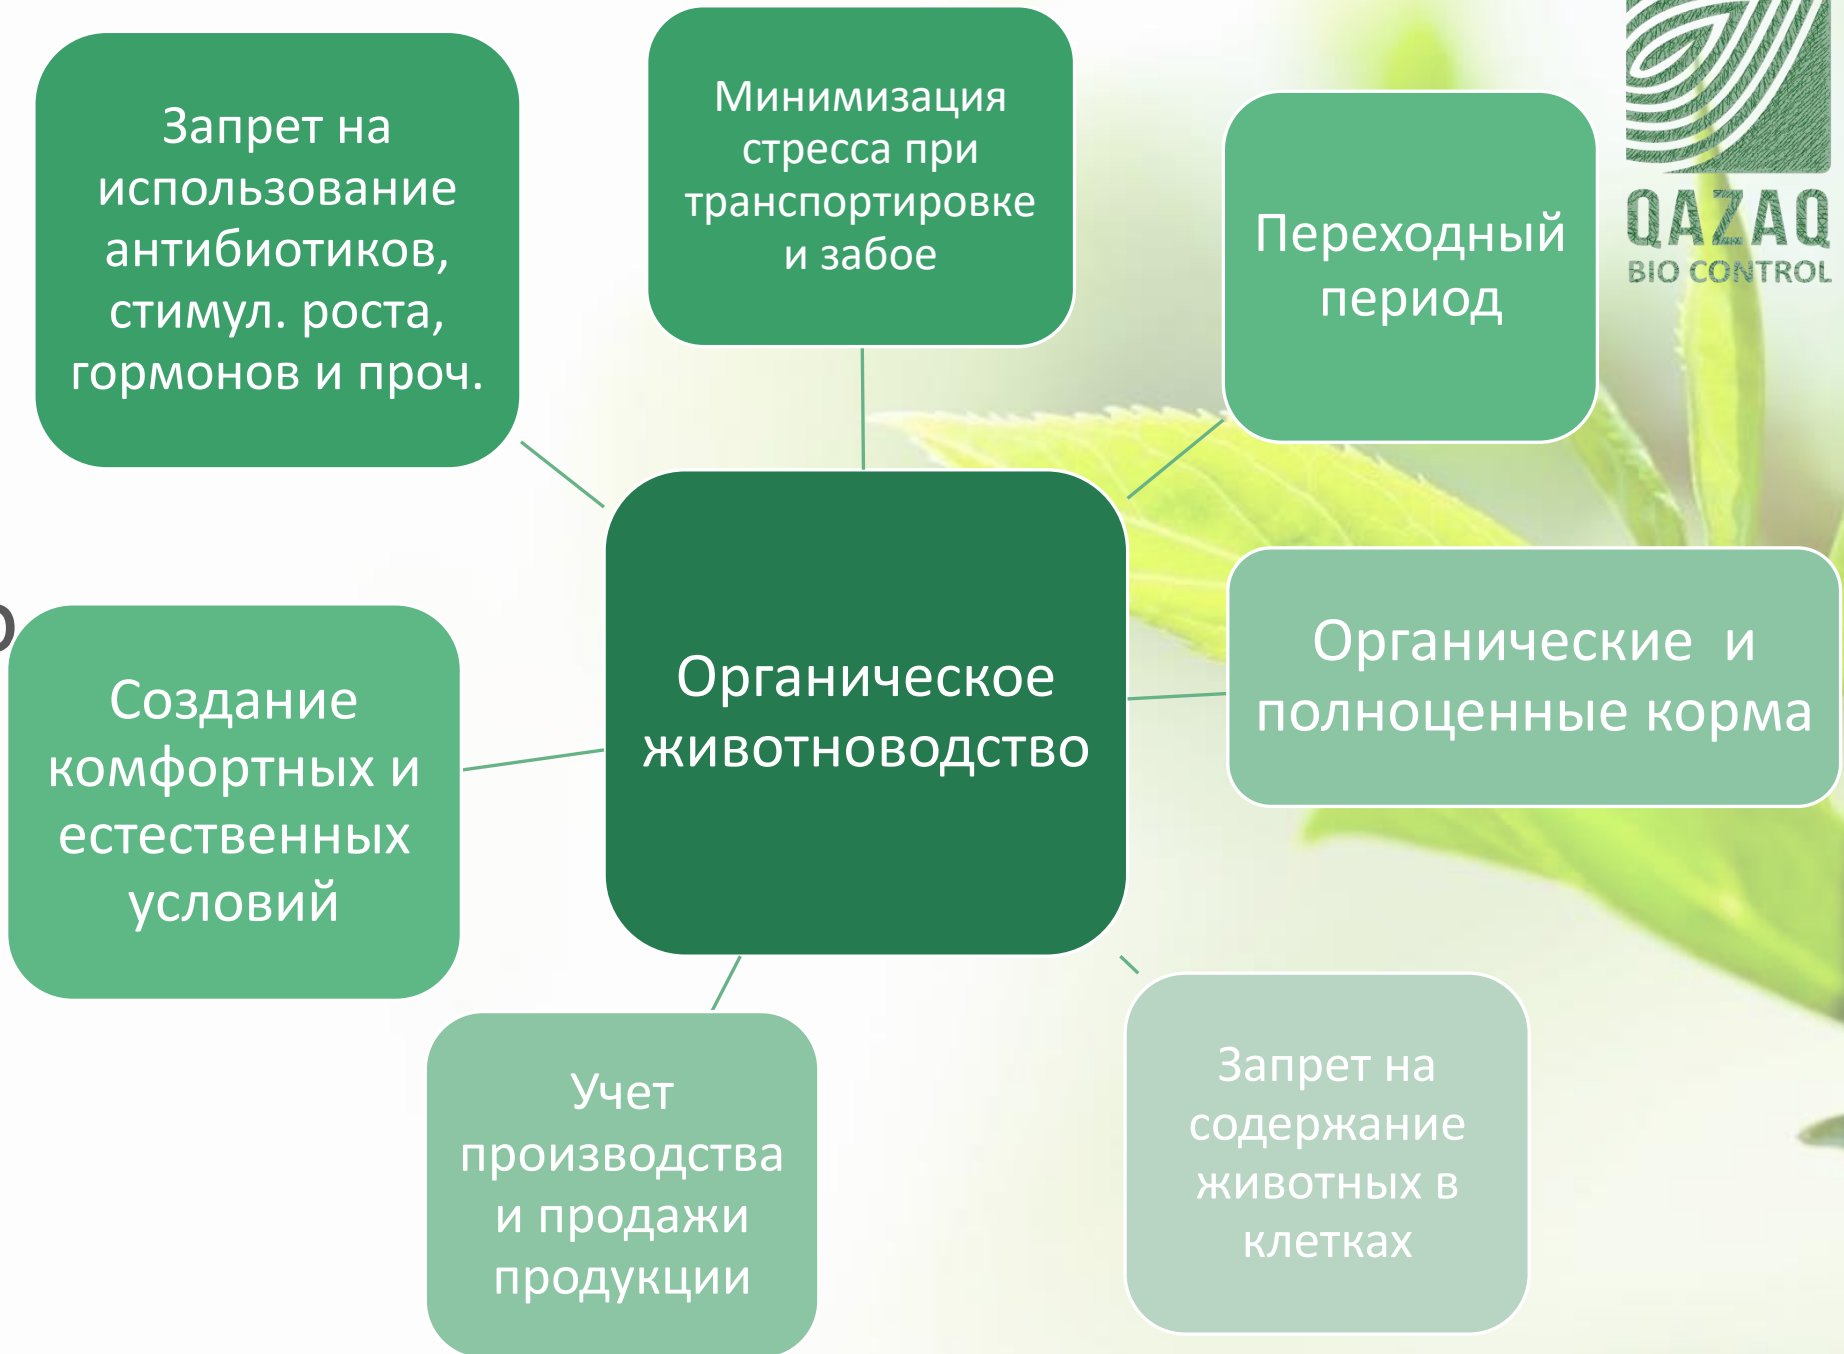 Запрет на
использование
антибиотиков,
стимул. роста,
гормонов и проч.
Минимизация
стресса при
транспортировке
и забое
Переходный
период
QAZAQ
BIO CONTROL
Органическое
животноводство
Органические и
полноценные корма
Создание
комфортных и
естественных
условий
Учет
производства
и продажи
продукции
Запрет на
содержание
животных в
клетках